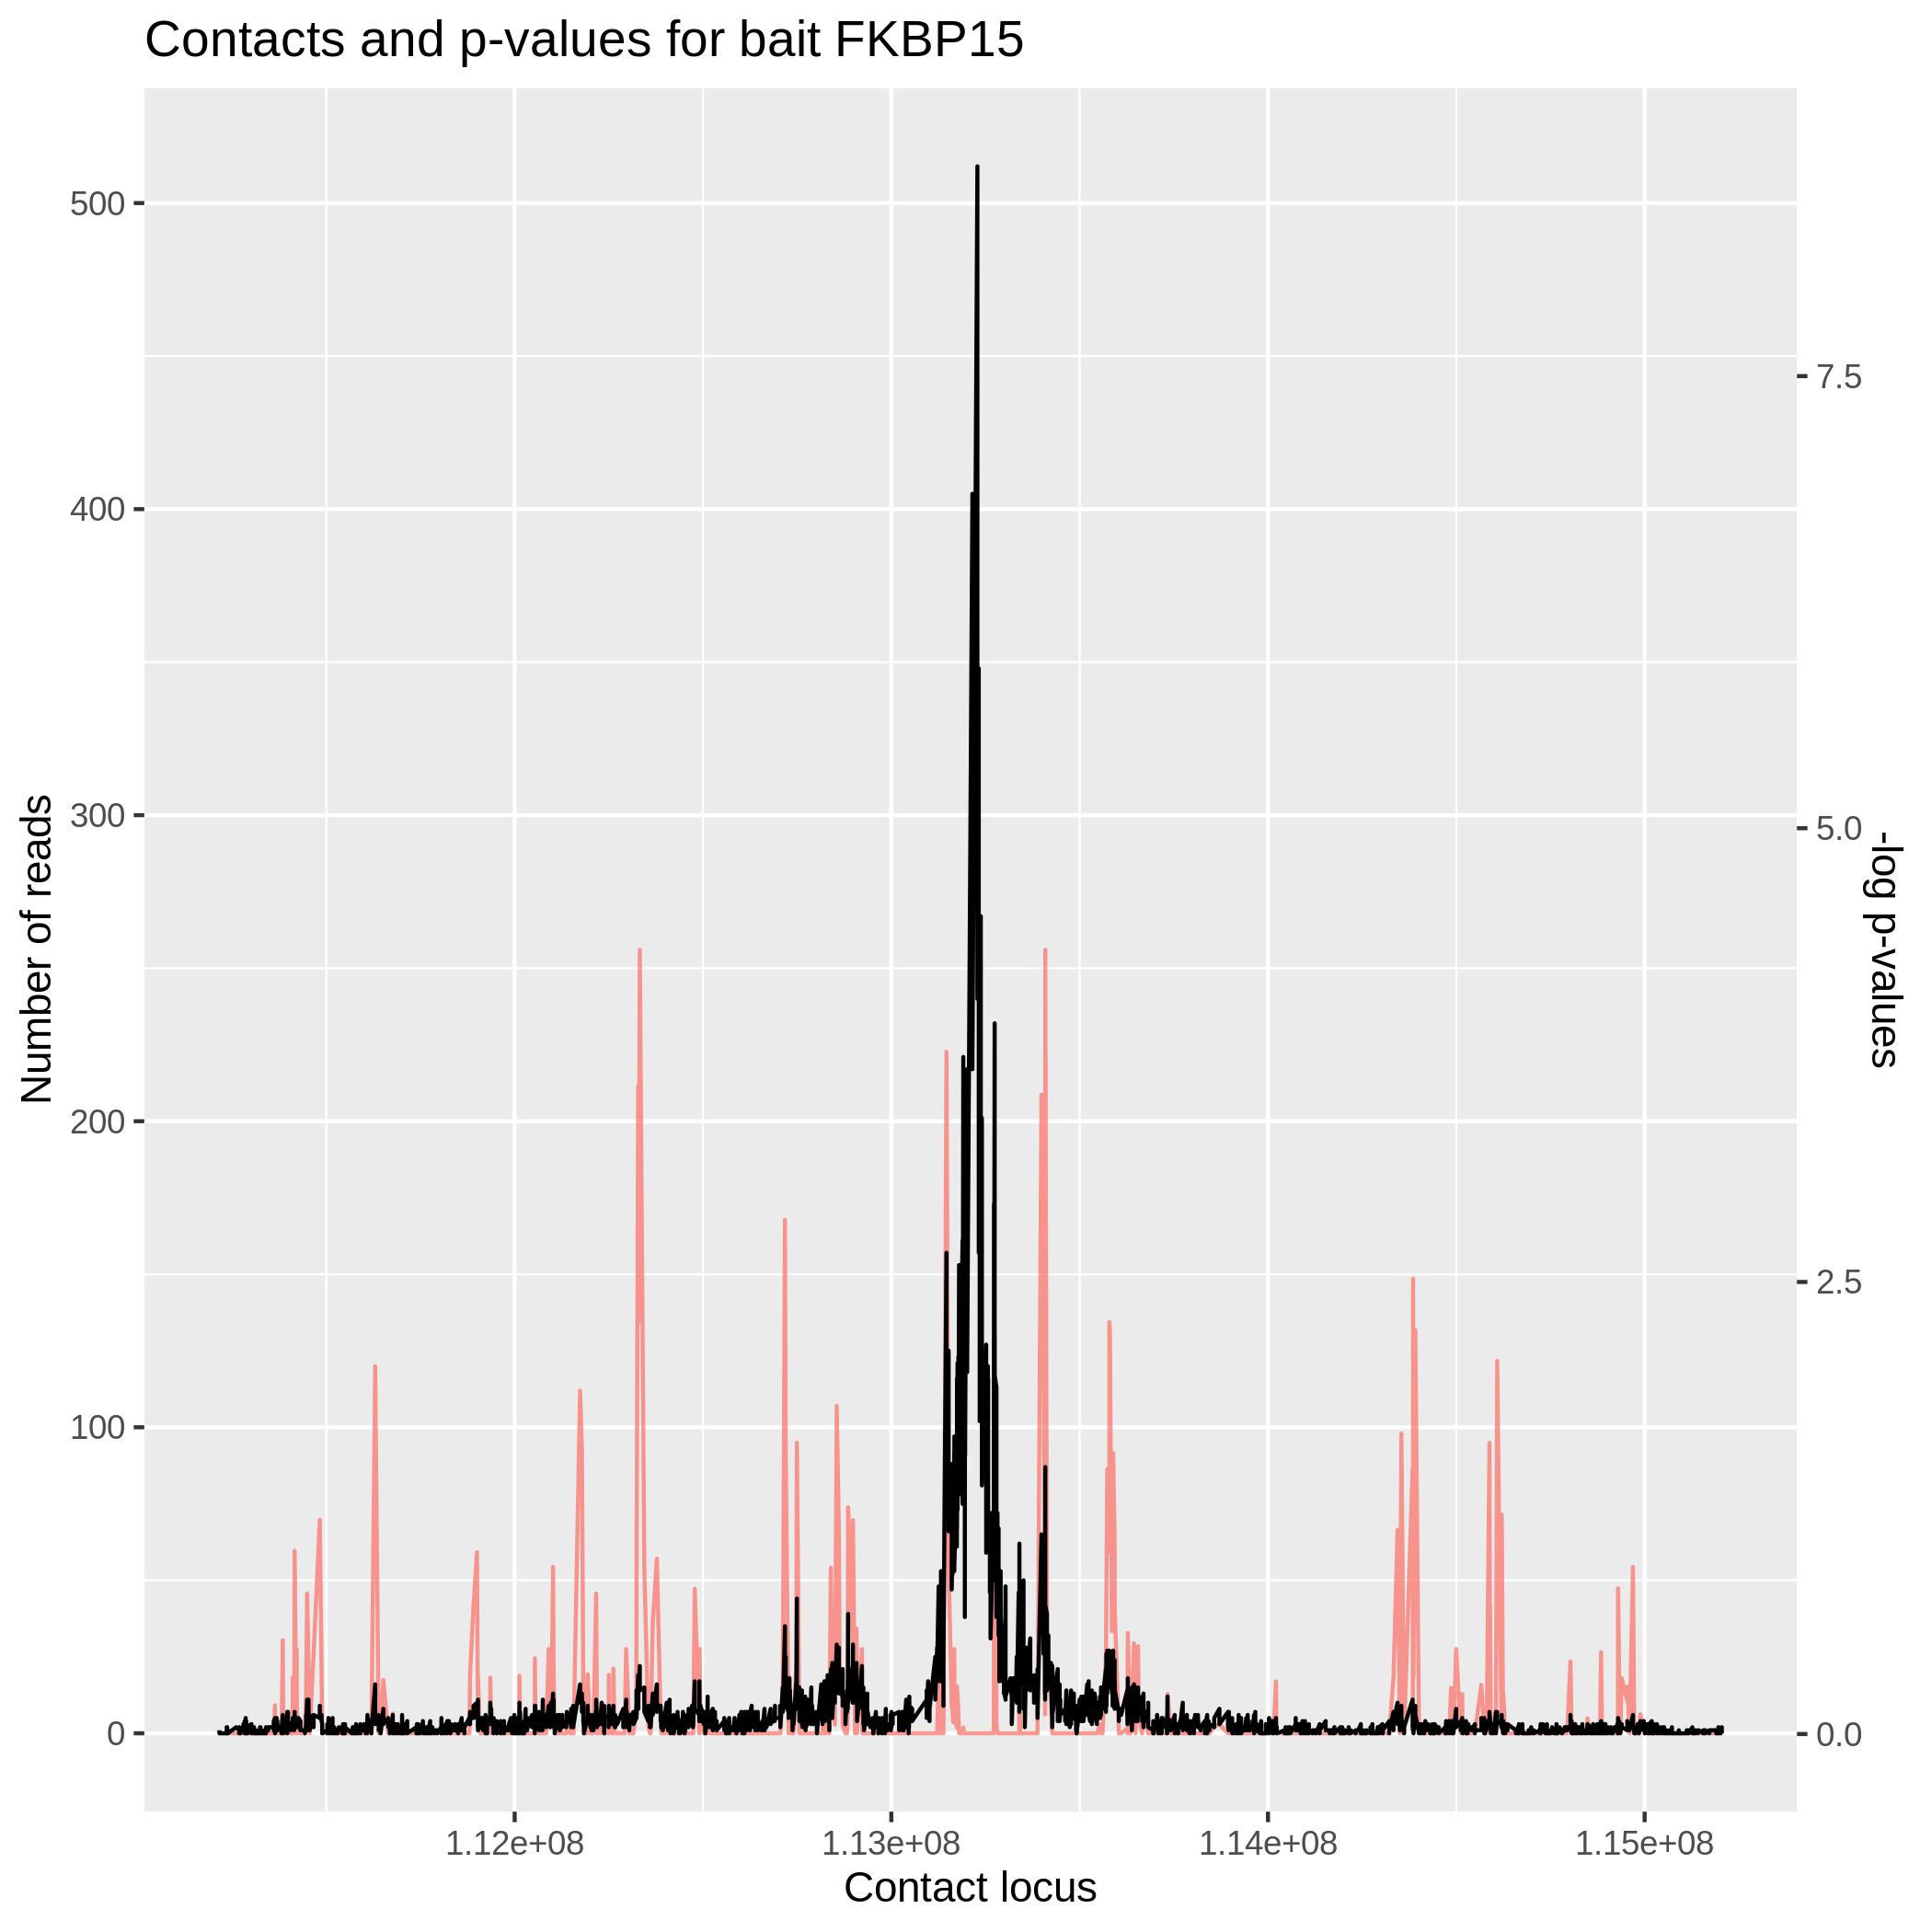 Contacts and p-values for bait FKBP15
Number of reads
500
400
300
200
100
0
7.5
5.0
2.5
0.0
-log p-values
1.12e+08
1.13e+08
1.14e+08
1.15e+08
Contact locus